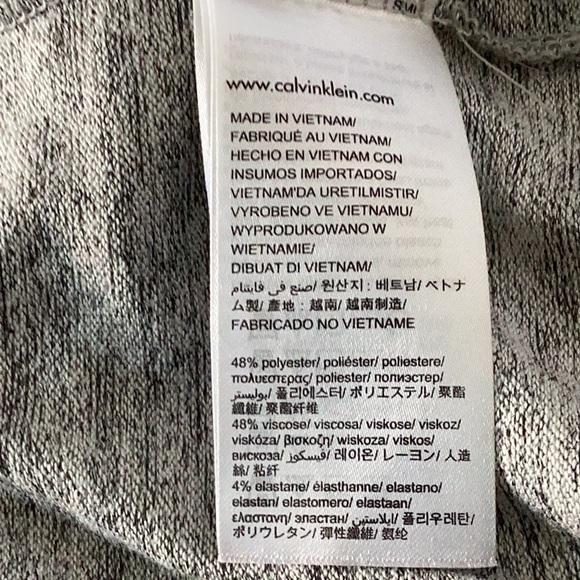 www.calvinklein.com
MADE IN VIETNAM/
FABRIQUÉ AU VIETNAM/
HECHO EN VIETNAM CON
INSUMOS IMPORTADOS/
VIETNAM'DA URETILMISTIR/
VYROBENO VE VIETNAMU/
WYPRODUKOWANO W
WIETNAMIE/
DIBUAT DI VIETNAM/
صنع في فايتنام/ 원산지 : 베트남/ ベトナ
ム製/ 產地 : 越南/ 越南制造/
FABRICADO NO VIETNAME
48% polyester/ poliéster/ poliestere/
πολυεστερας/ poliester/ полиэстер/
بوليستر/ 폴리에스터/ ポリエステル/ 聚酯
纖維/ 聚酯纤维
48% viscose/ viscosa/ viskose/ viskoz/
viskóza/ βισκοζη/ wiskoza/ viskos/
вискоза/ فيسكوز/ 레이온/ レーヨン/ 人造
絲/ 粘纤
4% elastane/ élasthanne/ elastano/
elastan/ elastomero/ elastaan/
ελαστανη/ эластан/ ايلاستين/ 폴리우레탄/
ポリウレタン/ 彈性纖維/ 氨纶